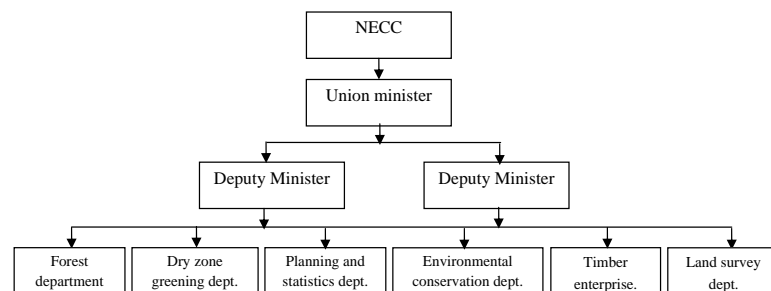 NECC
Union minister
Deputy Minister
Deputy Minister
Forest
department
Dry zone
greening dept.
Planning and
statistics dept.
Environmental
conservation dept.
Timber
enterprise.
Land survey
dept.